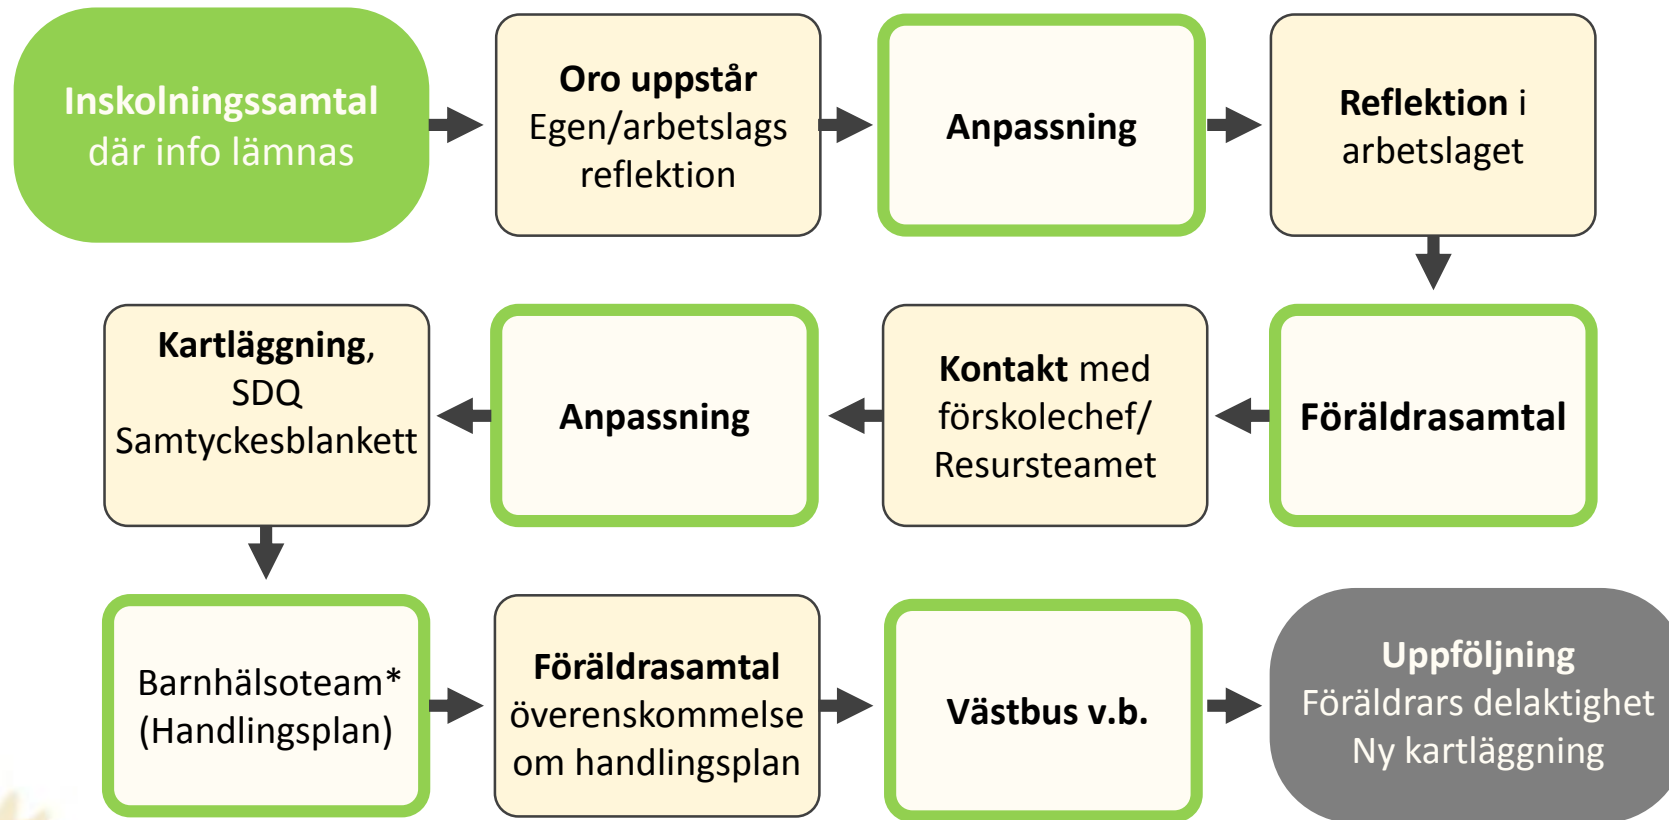 Inskolningssamtal
där info lämnas
Oro uppstår
Egen/arbetslags
reflektion
Anpassning
Reflektion i
arbetslaget
Föräldrasamtal
Kontakt med
förskolechef/
Resursteamet
Anpassning
Kartläggning,
SDQ
Samtyckesblankett
Barnhälsoteam*
(Handlingsplan)
Föräldrasamtal
överenskommelse
om handlingsplan
Västbus v.b.
Uppföljning
Föräldrars delaktighet
Ny kartläggning